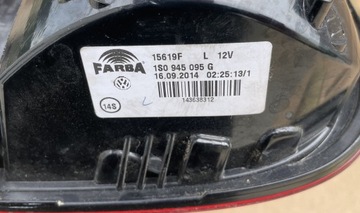 FARBA
15619F L 12V
1S0 945 095 G
16.09.2014 02:25:13/1
143638312
14S
L